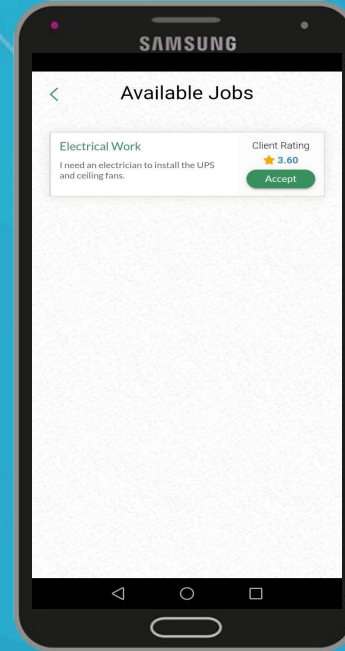 SAMSUNG
Available Jobs
Electrical Work
I need an electrician to install the UPS
and ceiling fans.
Client Rating
3.60
Accept